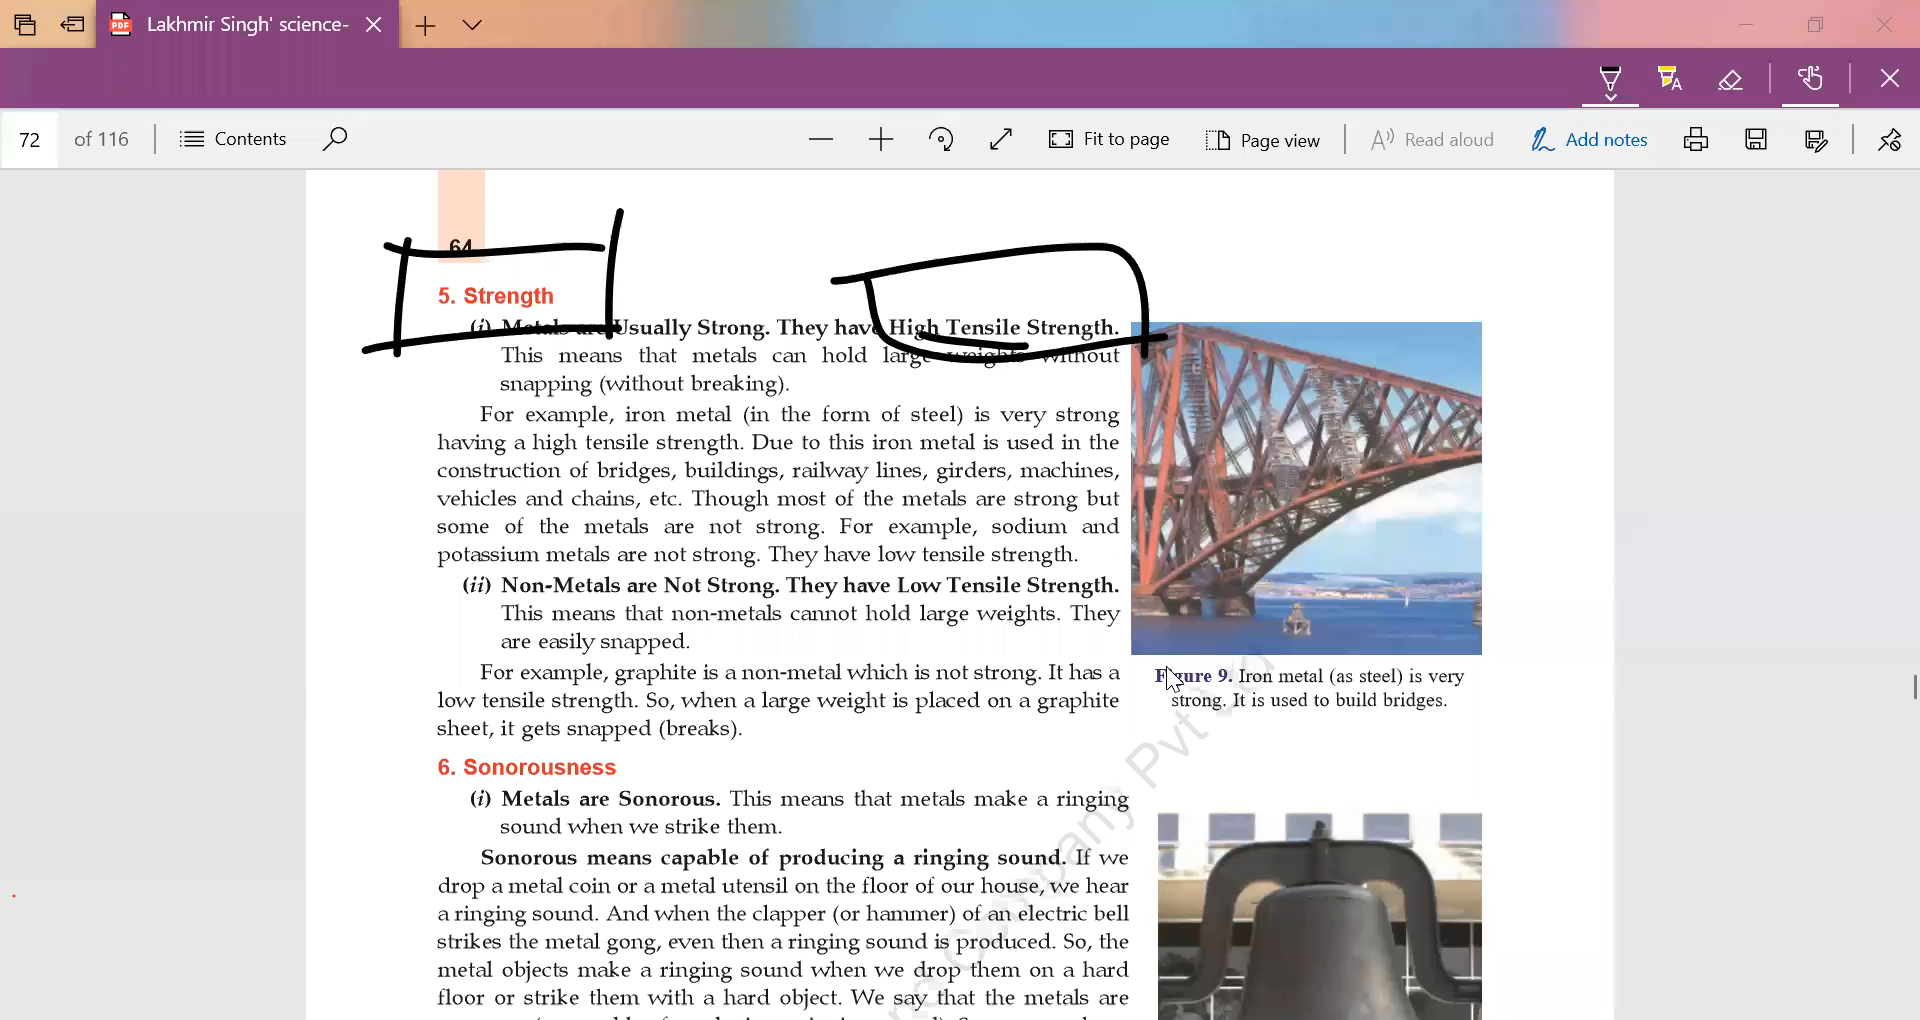 Lakhmir Singh' science-
72 of 116 Contents Fit to page Page view Read aloud Add notes
64
5. Strength
(i) Metals are Usually Strong. They have High Tensile Strength.
This means that metals can hold large weights without
snapping (without breaking).
For example, iron metal (in the form of steel) is very strong
having a high tensile strength. Due to this iron metal is used in the
construction of bridges, buildings, railway lines, girders, machines,
vehicles and chains, etc. Though most of the metals are strong but
some of the metals are not strong. For example, sodium and
potassium metals are not strong. They have low tensile strength.
(ii) Non-Metals are Not Strong. They have Low Tensile Strength.
This means that non-metals cannot hold large weights. They
are easily snapped.
For example, graphite is a non-metal which is not strong. It has a
low tensile strength. So, when a large weight is placed on a graphite
sheet, it gets snapped (breaks).
Figure 9. Iron metal (as steel) is very
strong. It is used to build bridges.
6. Sonorousness
(i) Metals are Sonorous. This means that metals make a ringing
sound when we strike them.
Sonorous means capable of producing a ringing sound. If we
drop a metal coin or a metal utensil on the floor of our house, we hear
a ringing sound. And when the clapper (or hammer) of an electric bell
strikes the metal gong, even then a ringing sound is produced. So, the
metal objects make a ringing sound when we drop them on a hard
floor or strike them with a hard object. We say that the metals are
Company Pvt Ltd